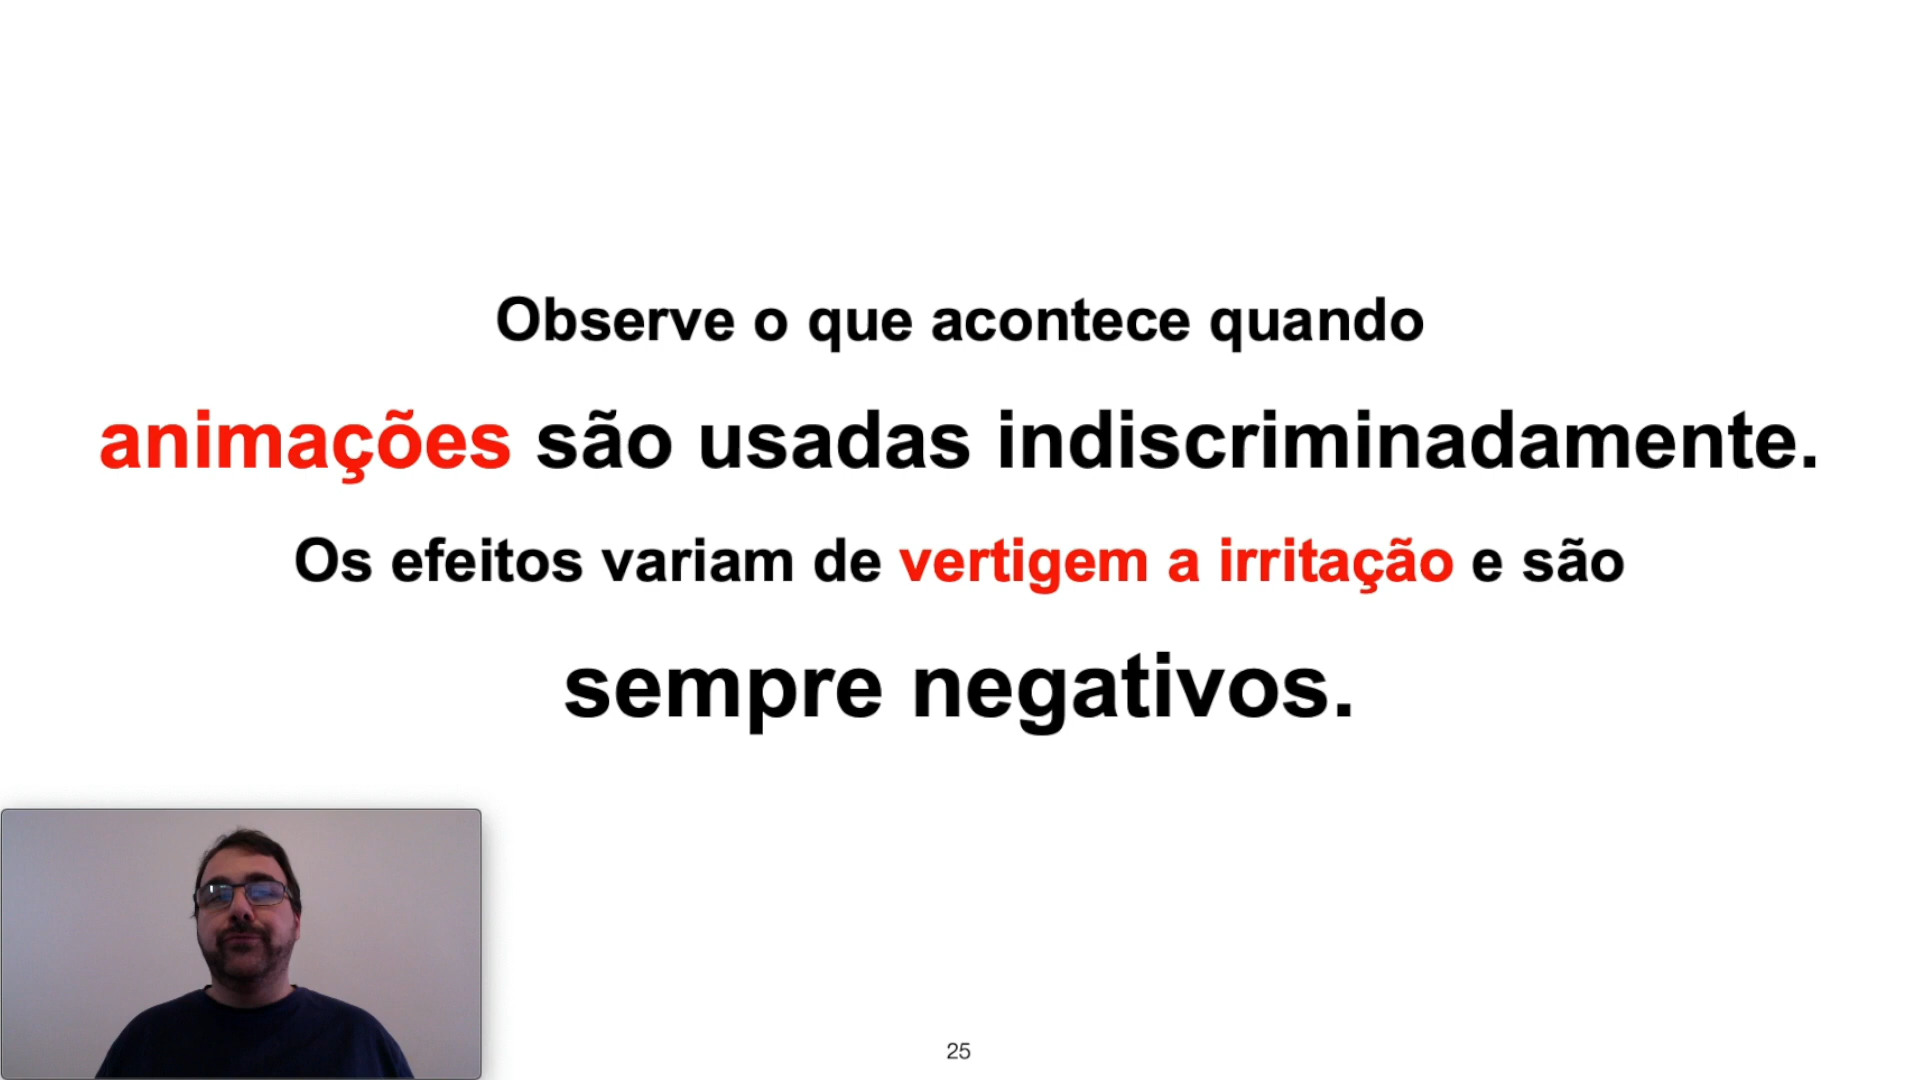 Observe o que acontece quando
animações são usadas indiscriminadamente.
Os efeitos variam de vertigem a irritação e são
sempre negativos.
25